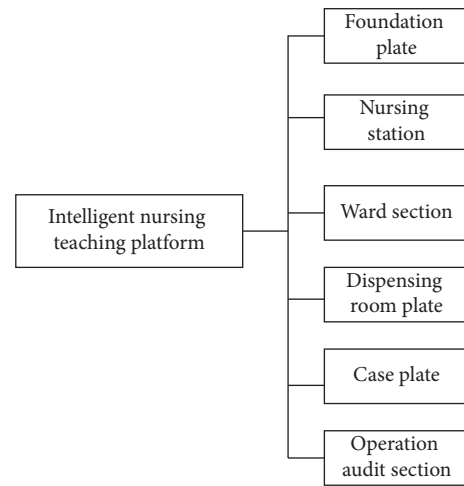 Foundation
plate
Nursing
station
Intelligent nursing
teaching platform
Ward section
Dispensing
room plate
Case plate
Operation
audit section